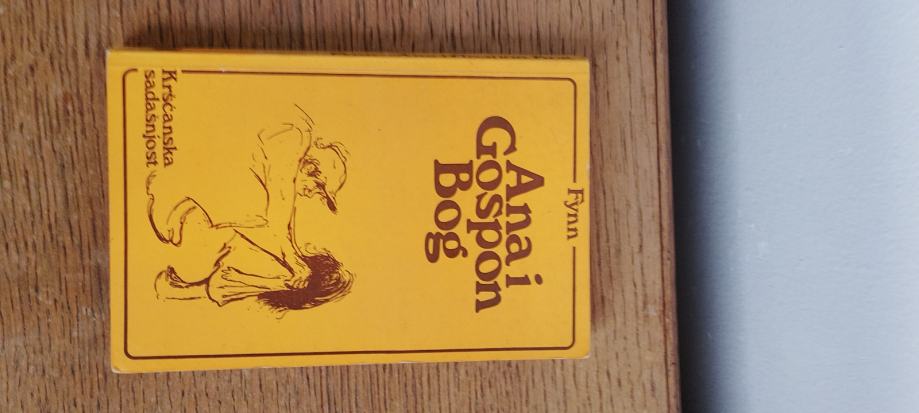 Fynn
Ana i
Gospon
Bog
Kršćanska
sadašnjost